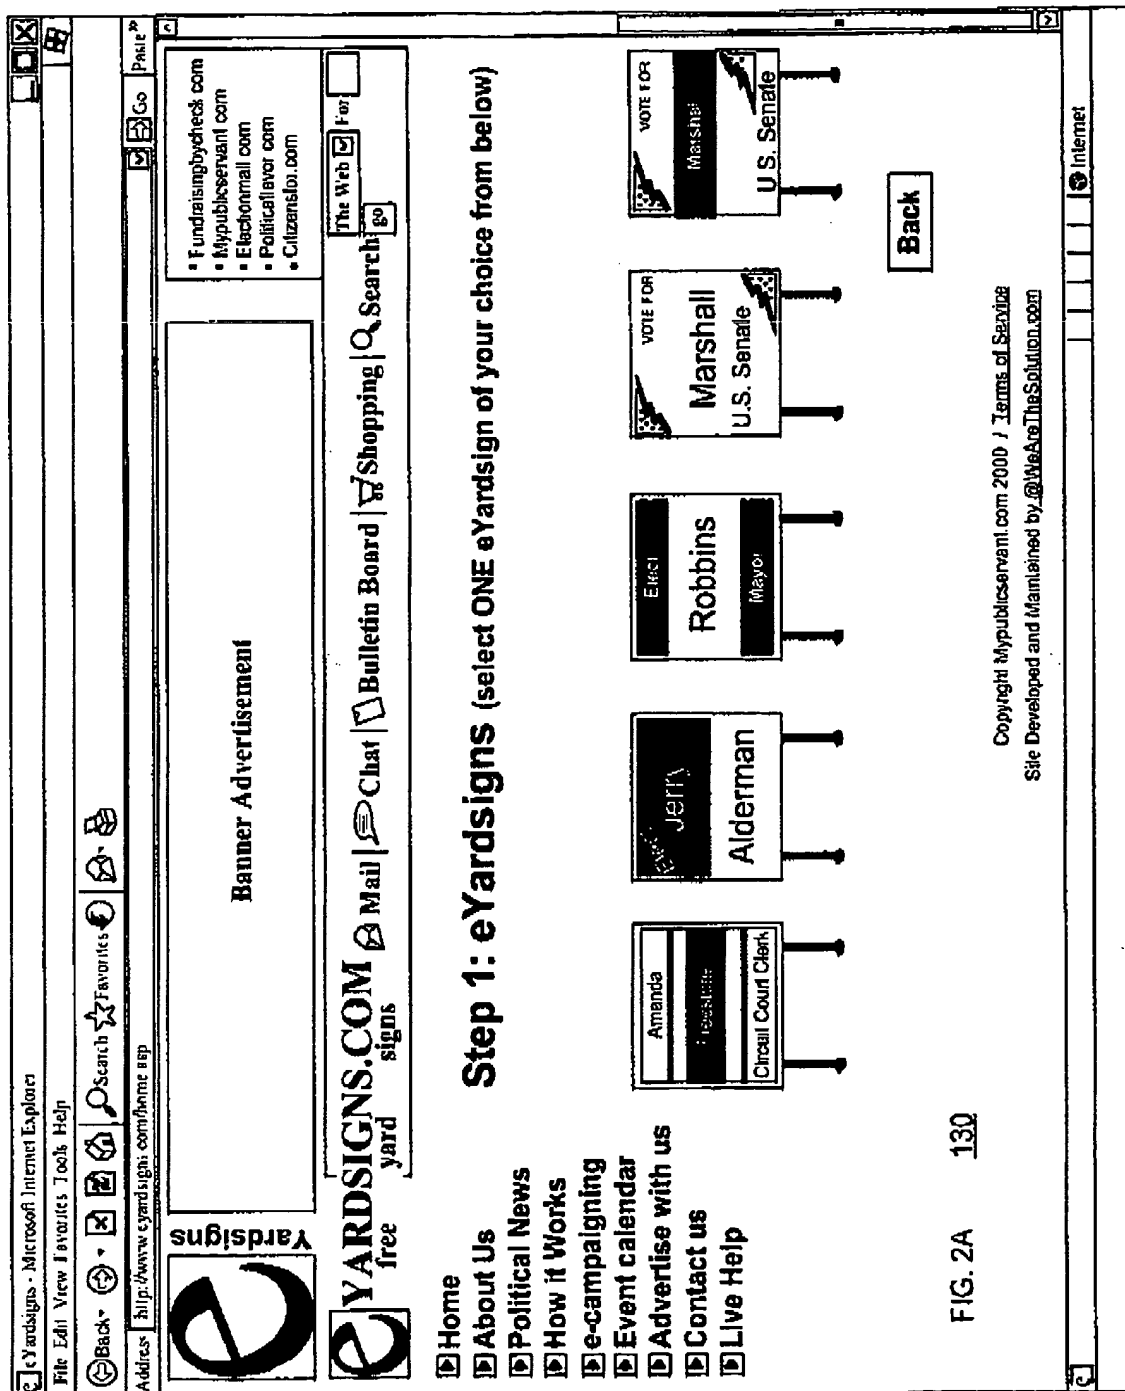 eYardsigns - Microsoft Internet Explorer
File Edit View Favorites Tools Help
Back Search Favorites
Address http://www eyardsigns com/home asp Go
Yardsigns
Banner Advertisement
Fundraisingbycheck com
Mypublicservant com
Electionmall com
Politicalfavor com
Citizensfor.com
eYARDSIGNS.COM
free yard signs
Mail | Chat | Bulletin Board | Shopping | Search
The Web For
go
Home
About Us
Political News
How it Works
e-campaigning
Event calendar
Advertise with us
Contact us
Live Help
Step 1: eYardsigns (select ONE eYardsign of your choice from below)
Amanda
Circuit Court Clerk
Jerry
Alderman
Elect
Robbins
Mayor
VOTE FOR
Marshall
U.S. Senate
VOTE FOR
Marshal
U.S. Senate
Back
Copyright Mypublicservant.com 2000 / Terms of Service
Site Developed and Maintained by @WeAreTheSolution.com
Internet
FIG. 2A 130